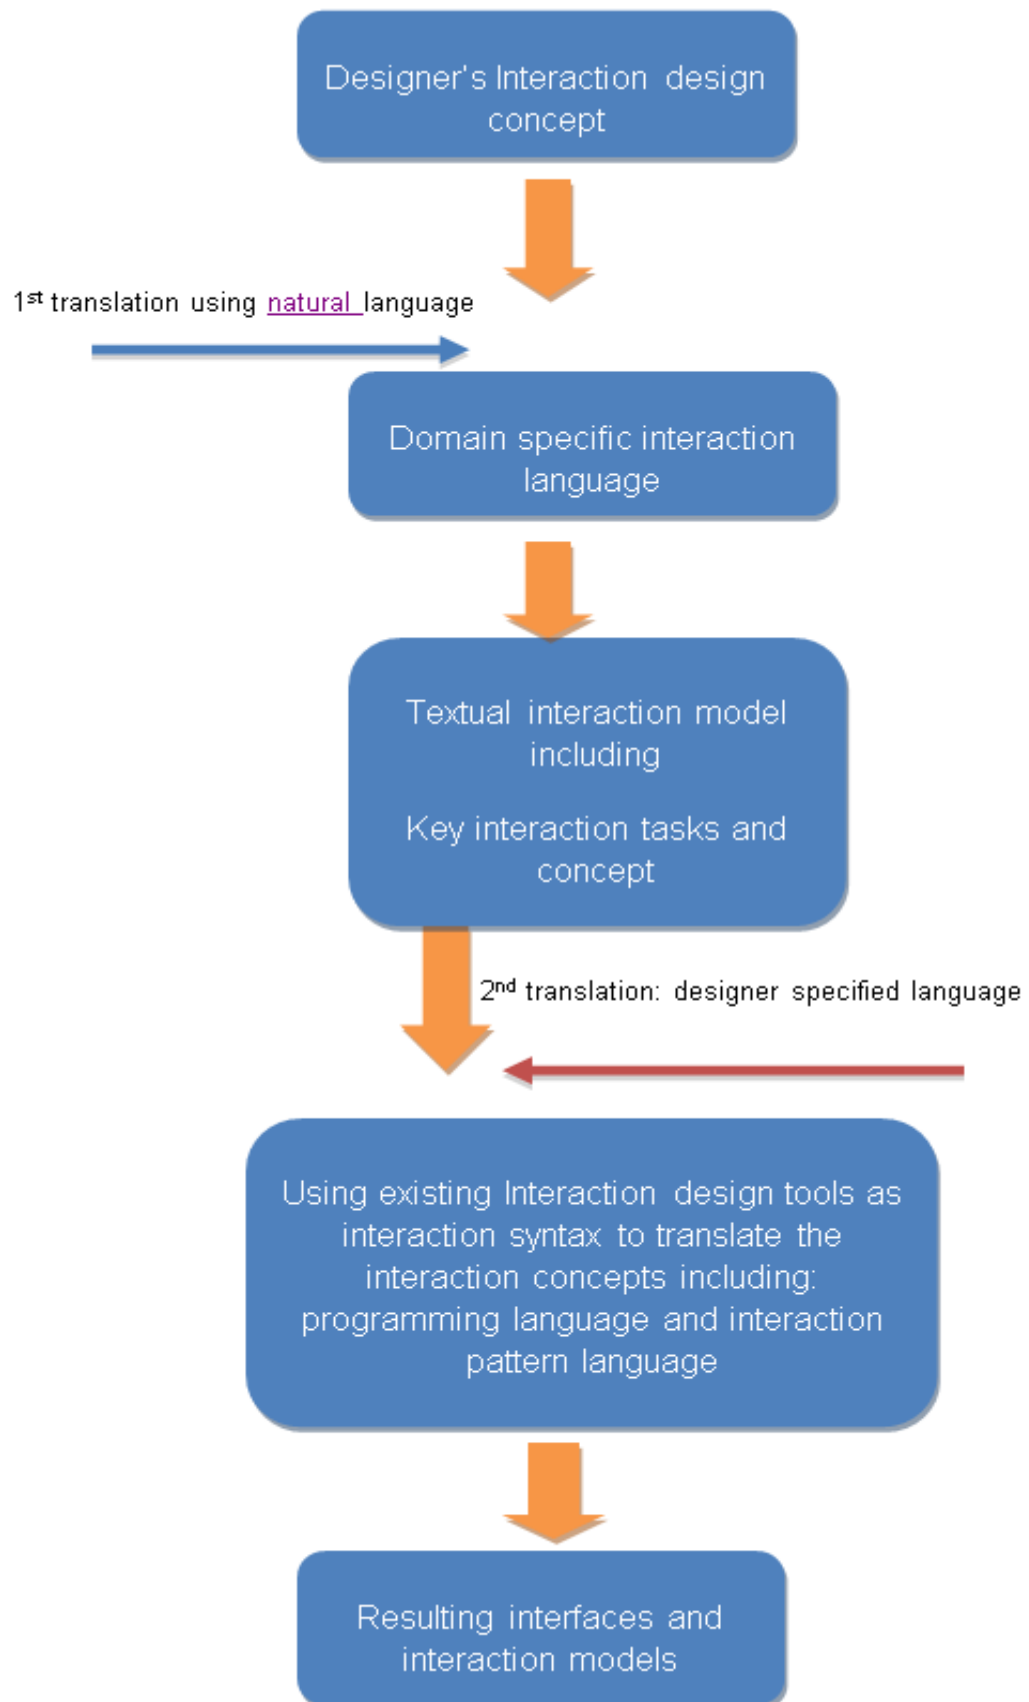 Designer's Interaction design
concept
1st translation using natural language
Domain specific interaction
language
Textual interaction model
including
Key interaction tasks and
concept
2nd translation: designer specified language
Using existing Interaction design tools as
interaction syntax to translate the
interaction concepts including:
programming language and interaction
pattern language
Resulting interfaces and
interaction models